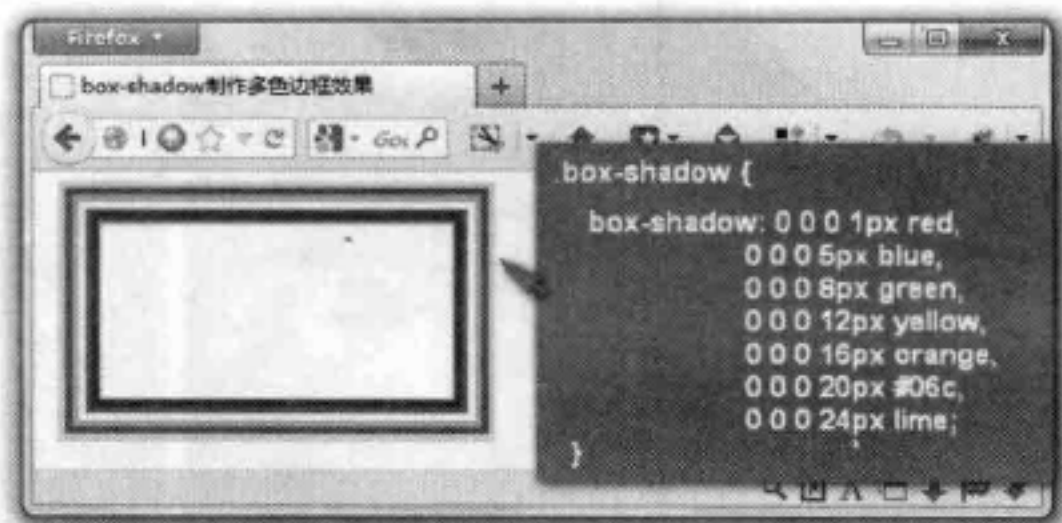 Firefox
box-shadow制作多色边框效果
+
Goo
.box-shadow {
box-shadow: 0 0 0 1px red,
0 0 0 5px blue,
0 0 0 8px green,
0 0 0 12px yellow,
0 0 0 16px orange,
0 0 0 20px #06c,
0 0 0 24px lime;
}